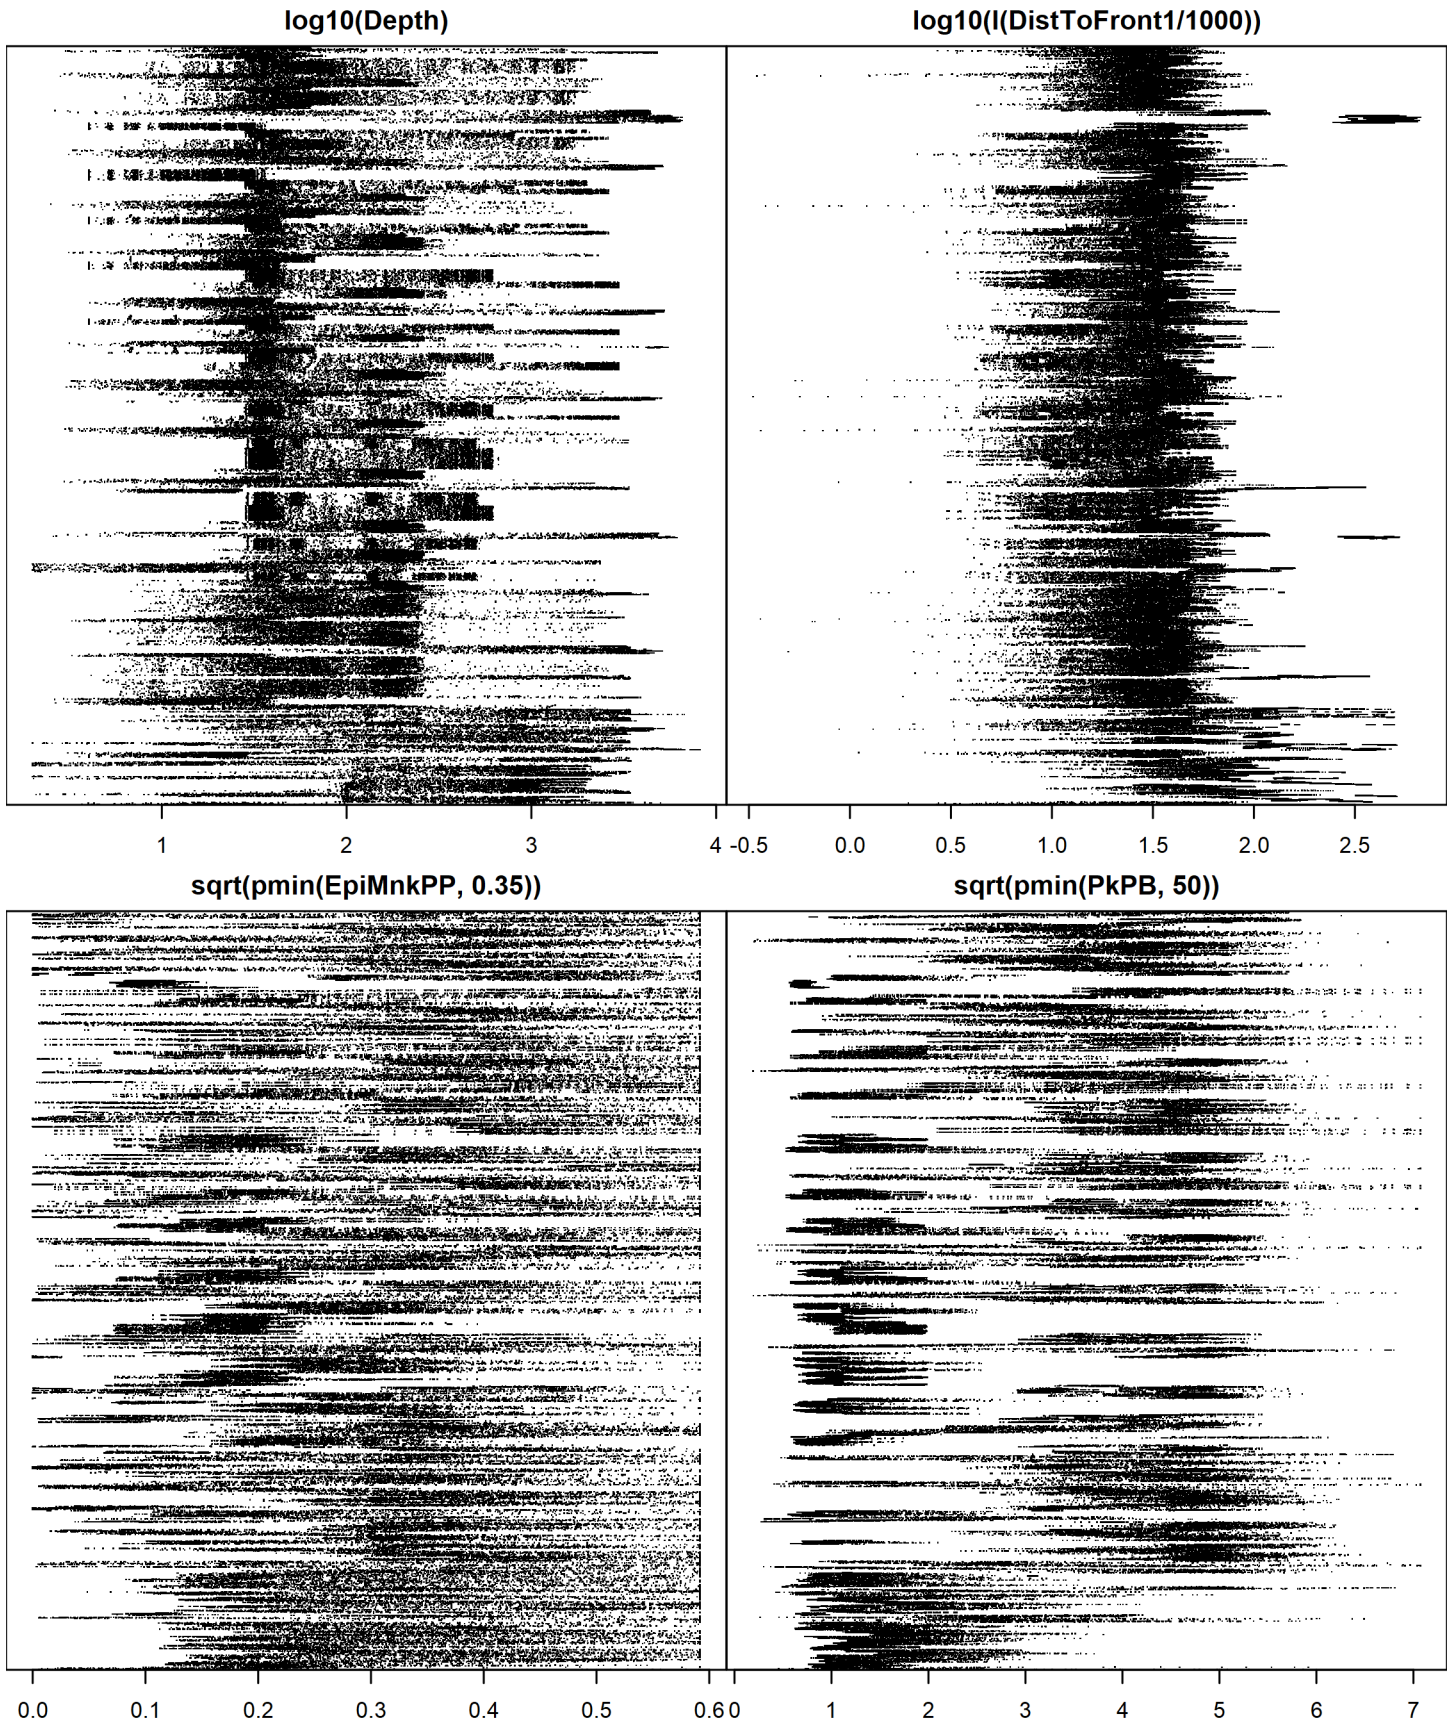 log10(Depth)
log10(I(DistToFront1/1000))
1 2 3 4 -0.5 0.0 0.5 1.0 1.5 2.0 2.5
sqrt(pmin(EpiMnkPP, 0.35))
sqrt(pmin(PkPB, 50))
0.0 0.1 0.2 0.3 0.4 0.5 0.6 0 1 2 3 4 5 6 7